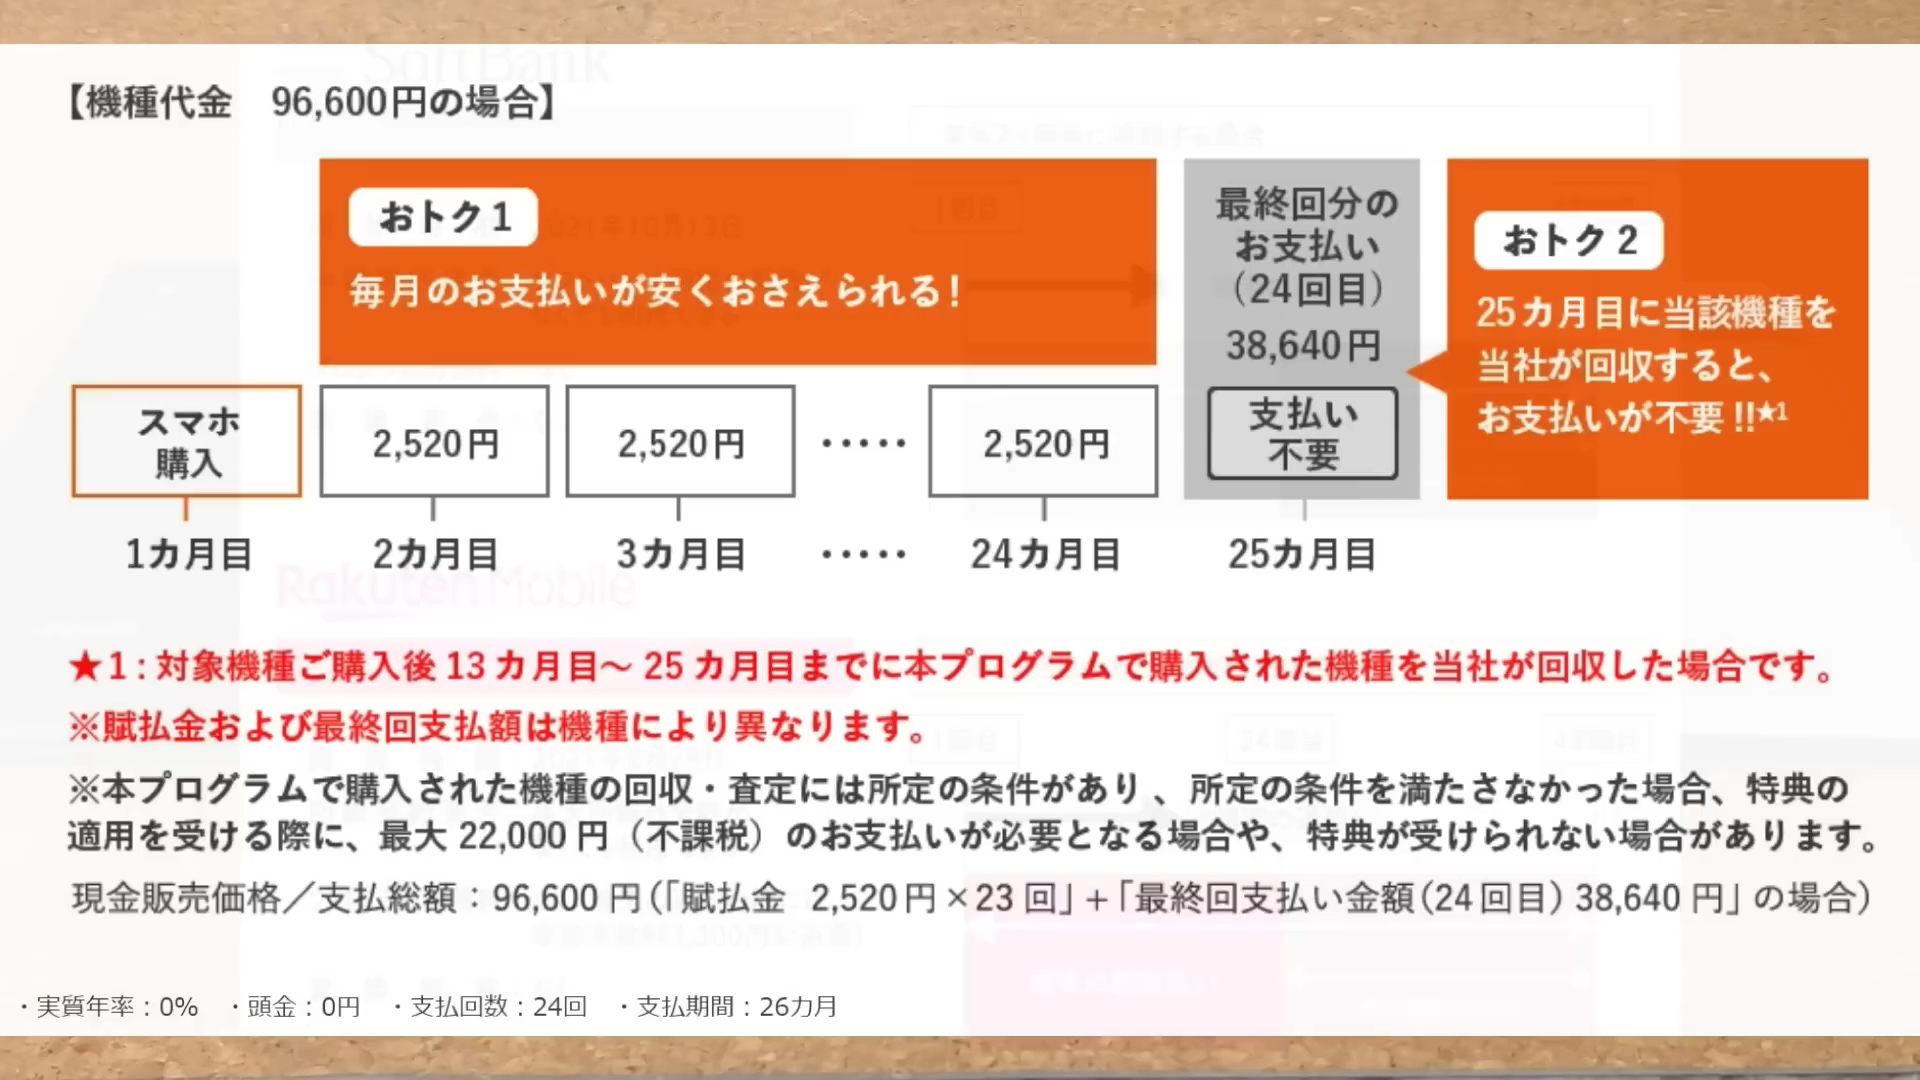 SoftBank
【機種代金　96,600円の場合】
おトク1
毎月のお支払いが安くおさえられる！
最終回分の
お支払い
（24回目）
38,640円
支払い
不要
おトク2
25カ月目に当該機種を
当社が回収すると、
お支払いが不要!!★1
スマホ
購入
2,520円
2,520円
‥‥‥
2,520円
1カ月目
2カ月目
3カ月目
‥‥‥
24カ月目
25カ月目
Rakuten Mobile
★1：対象機種ご購入後13カ月目〜25カ月目までに本プログラムで購入された機種を当社が回収した場合です。
※賦払金および最終回支払額は機種により異なります。
※本プログラムで購入された機種の回収・査定には所定の条件があり、所定の条件を満たさなかった場合、特典の
適用を受ける際に、最大22,000円（不課税）のお支払いが必要となる場合や、特典が受けられない場合があります。
現金販売価格／支払総額：96,600円（「賦払金　2,520円×23回」+「最終回支払い金額（24回目）38,640円」の場合）
・実質年率：0%　・頭金：0円　・支払回数：24回　・支払期間：26カ月